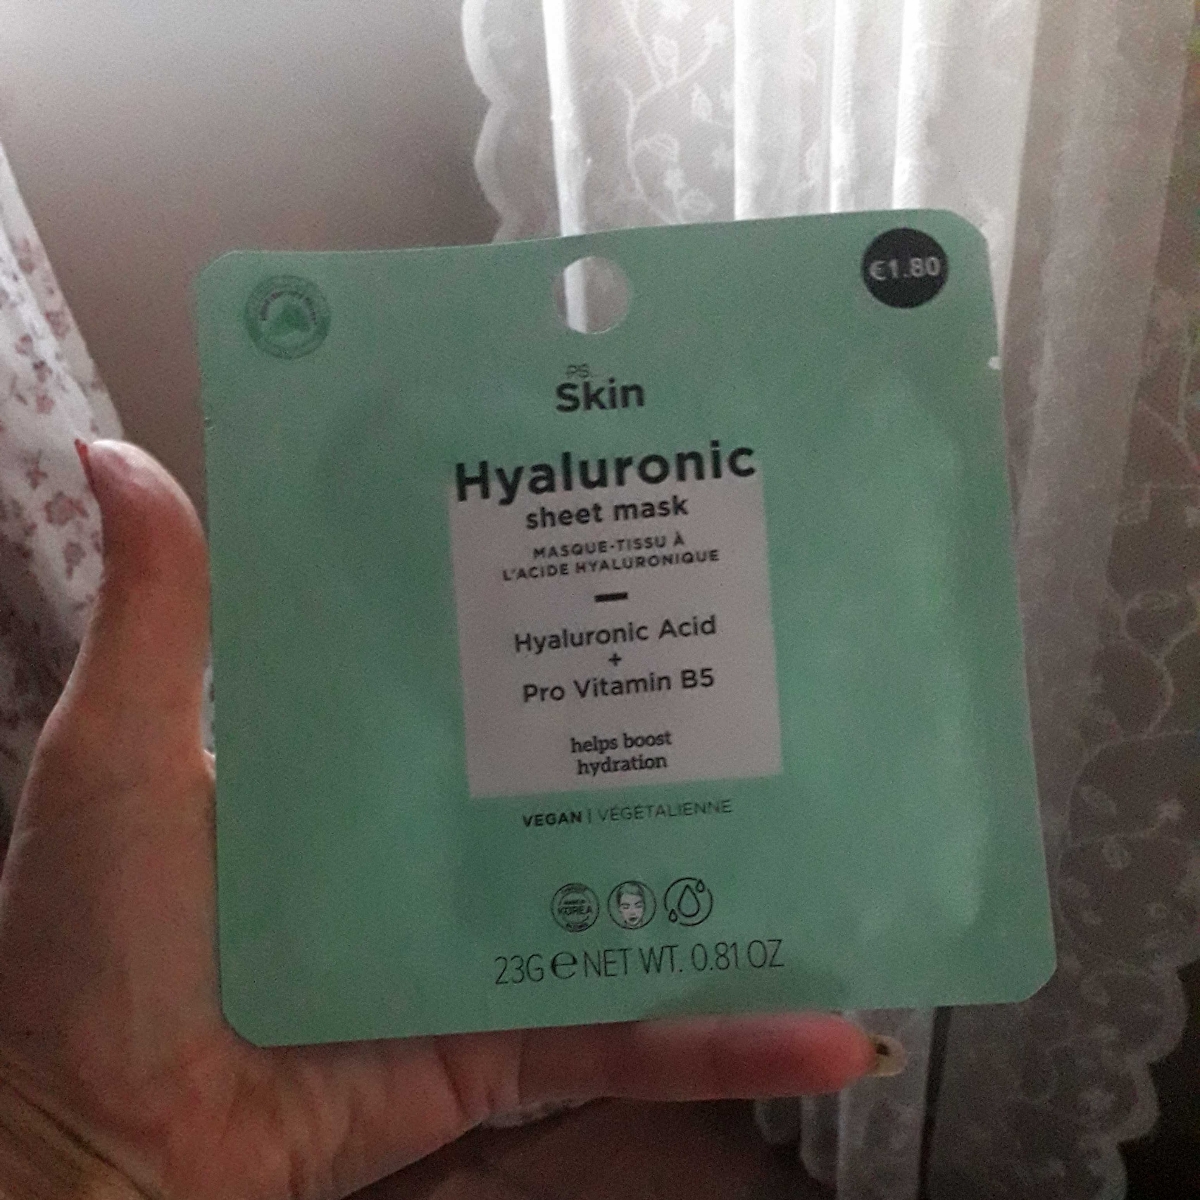 €1.80
PS.
Skin
Hyaluronic
sheet mask
MASQUE-TISSU À
L'ACIDE HYALURONIQUE
Hyaluronic Acid
+
Pro Vitamin B5
helps boost
hydration
VEGAN | VÉGÉTALIENNE
KOREA
23G ℮ NET WT. 0.81 OZ